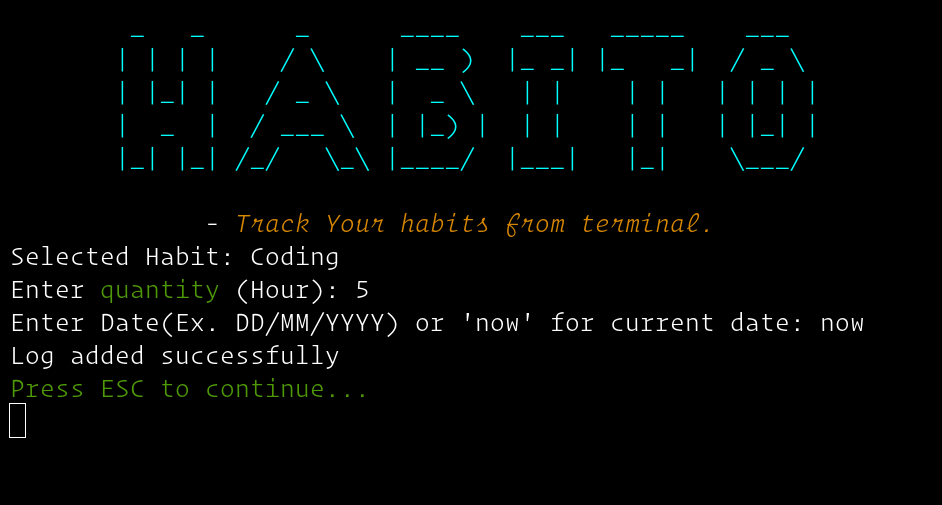 HABITO
- Track Your habits from terminal.
Selected Habit: Coding
Enter quantity (Hour): 5
Enter Date(Ex. DD/MM/YYYY) or 'now' for current date: now
Log added successfully
Press ESC to continue...